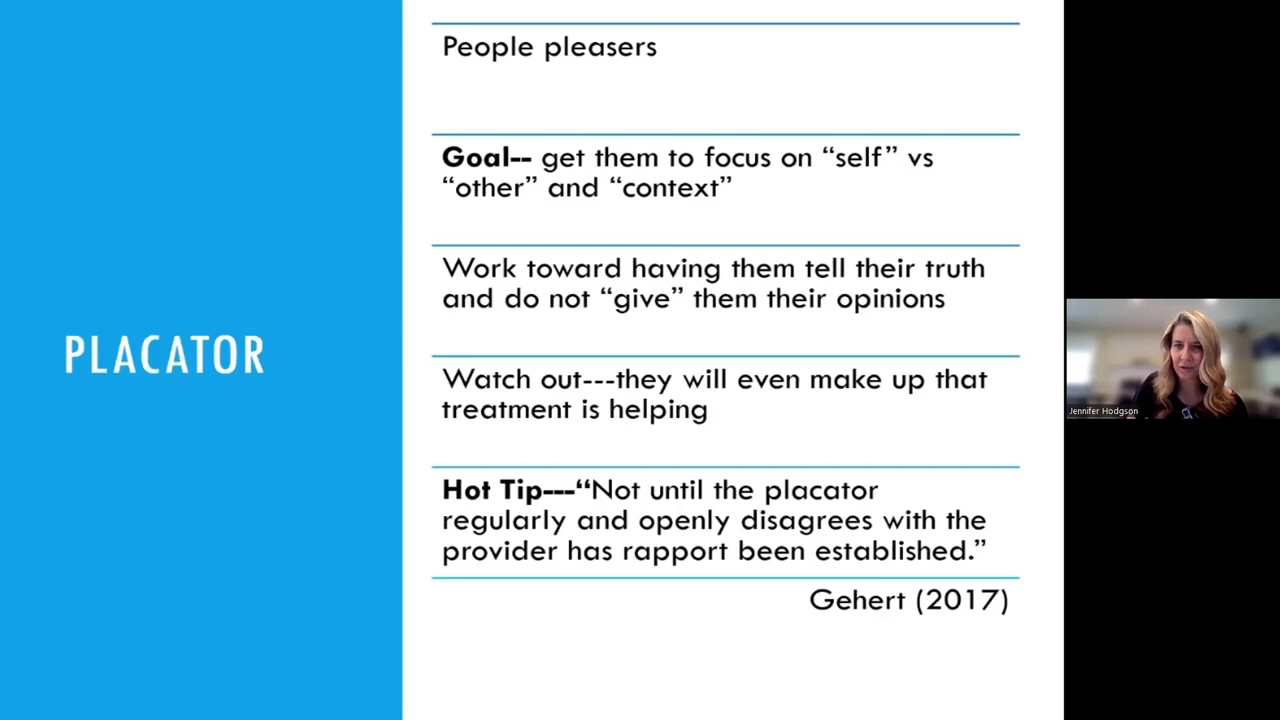 PLACATOR
People pleasers
Goal-- get them to focus on “self” vs
“other” and “context”
Work toward having them tell their truth
and do not “give” them their opinions
Watch out---they will even make up that
treatment is helping
Hot Tip---“Not until the placator
regularly and openly disagrees with the
provider has rapport been established.”
Gehert (2017)
Jennifer Hodgson